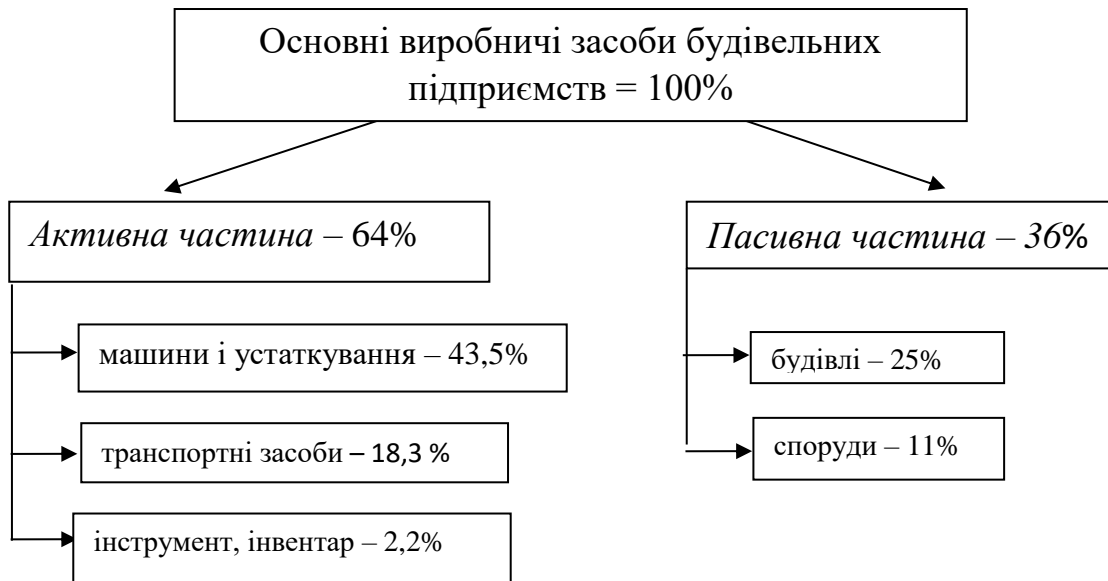 Основні виробничі засоби будівельних
підприємств = 100%
Активна частина – 64%
Пасивна частина – 36%
машини і устаткування – 43,5%
будівлі – 25%
транспортні засоби – 18,3 %
споруди – 11%
інструмент, інвентар – 2,2%